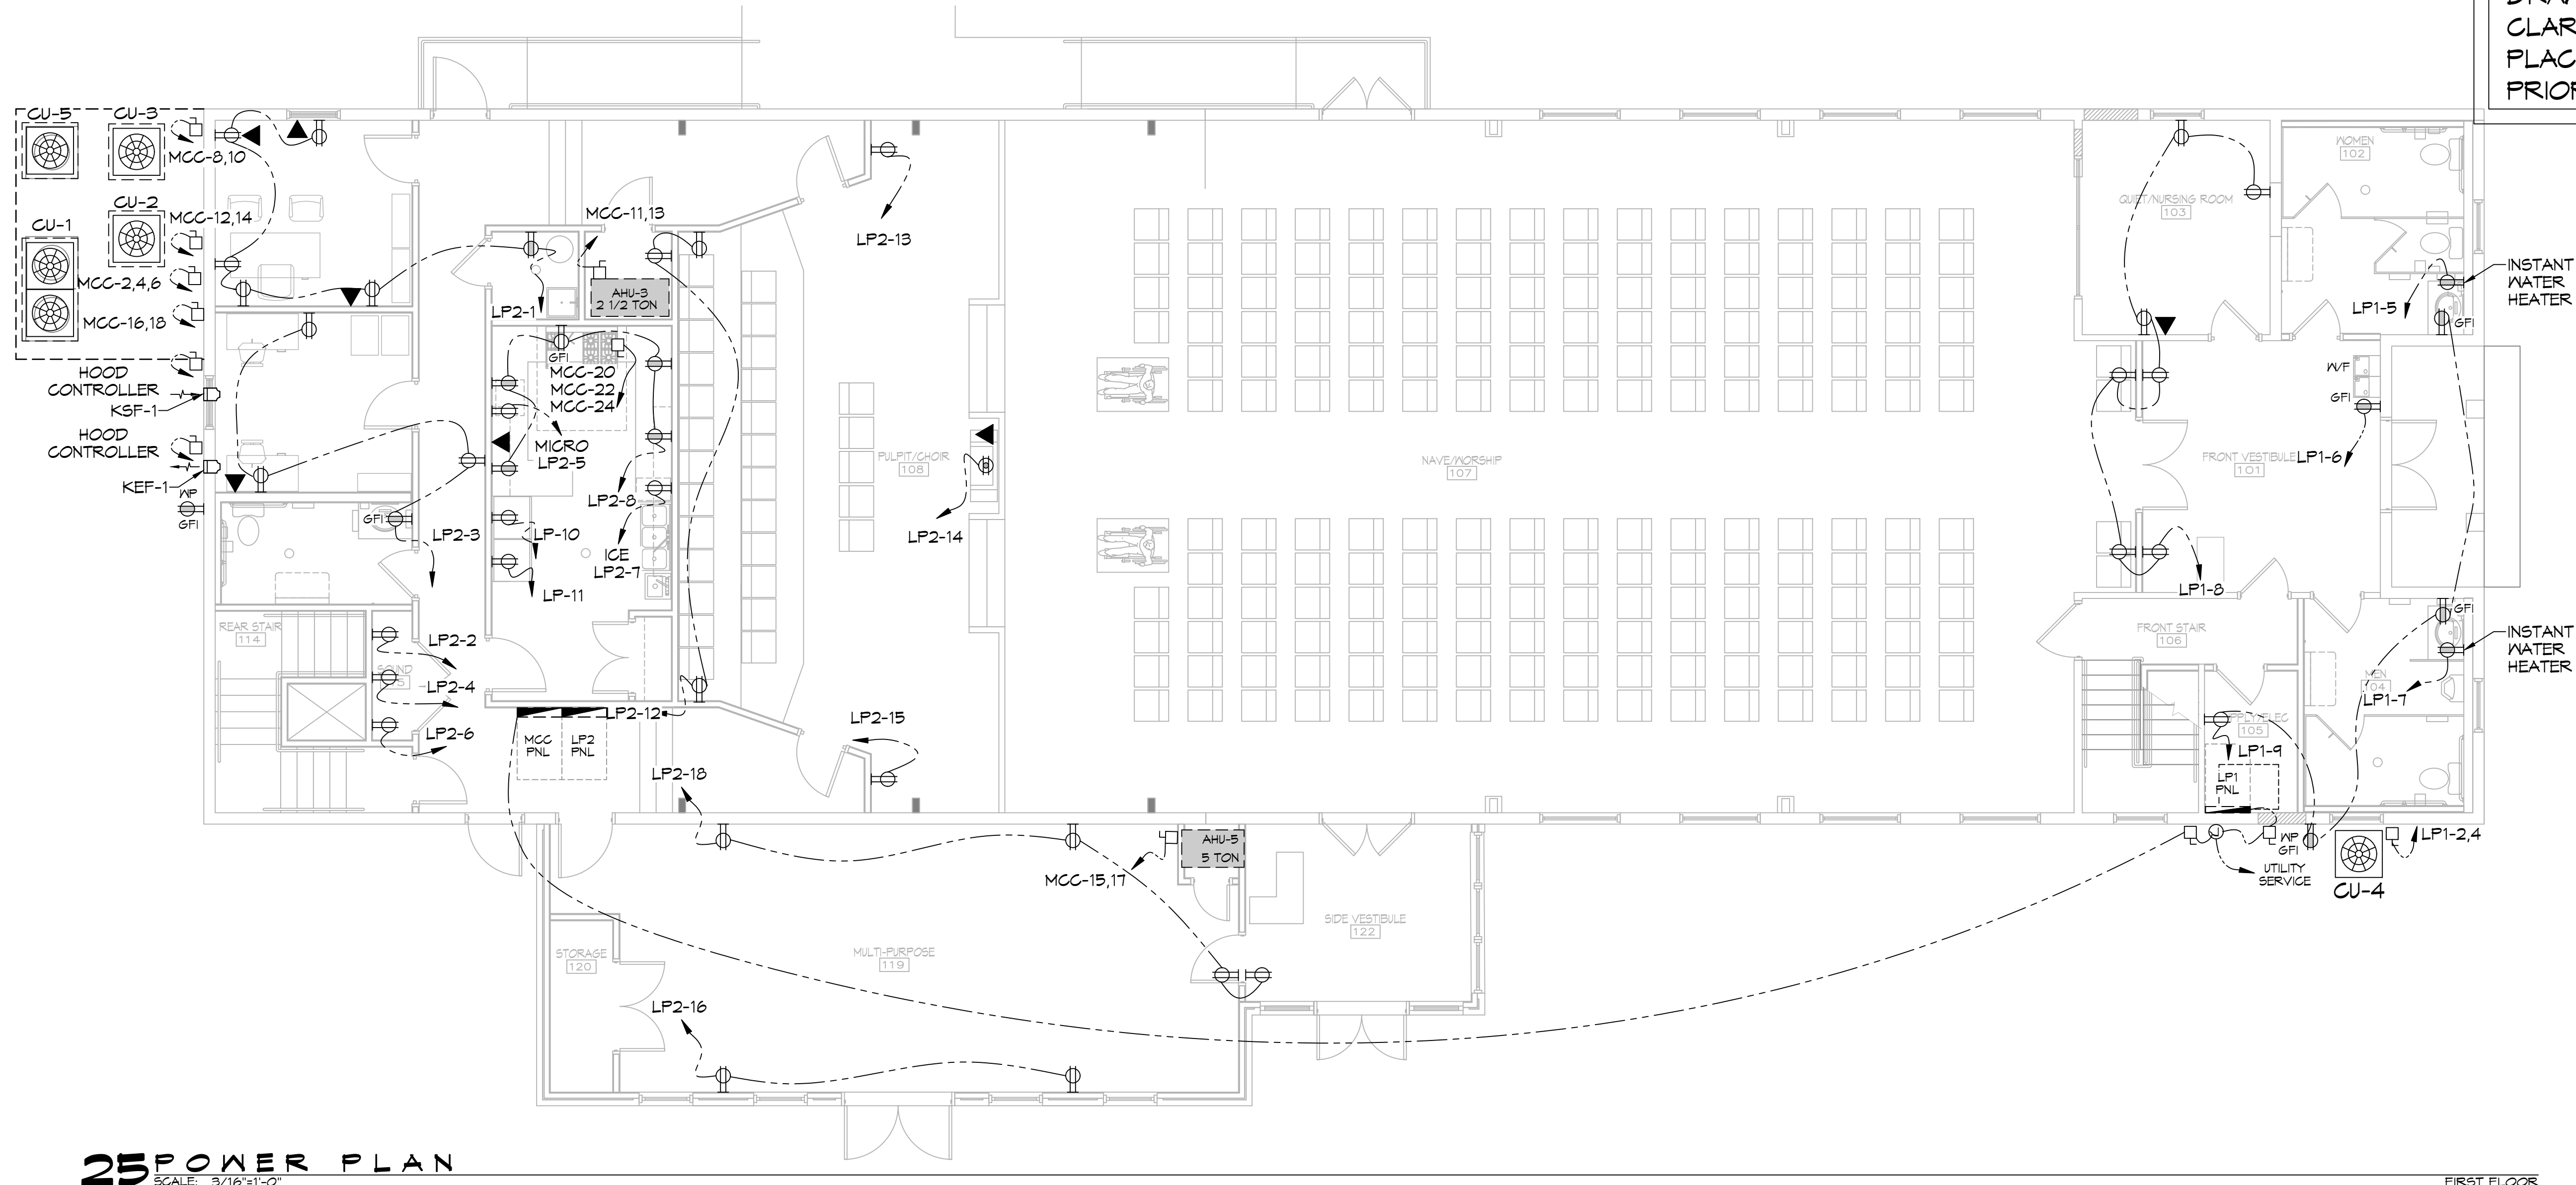 CLAR
PLAC
PRIOR
CU-5
CU-3
MCC-8,10
CU-2
MCC-12,14
CU-1
MCC-2,4,6
MCC-16,18
HOOD
CONTROLLER
KSF-1
HOOD
CONTROLLER
KEF-1
WP
GFI
GFI
LP2-3
MCC-11,13
AHU-3
2 1/2 TON
LP2-1
GFI
MCC-20
MCC-22
MCC-24
MICRO
LP2-5
LP2-8
LP-10
ICE
LP2-7
LP-11
REAR STAIR
114
LP2-2
SOUND
LP2-4
LP2-6
MCC
PNL
LP2
PNL
LP2-12
LP2-13
PULPIT/CHOIR
108
LP2-14
LP2-15
LP2-18
NAVE/WORSHIP
107
QUIET/NURSING ROOM
103
WOMEN
102
INSTANT
WATER
HEATER
LP1-5
GFI
W/F
GFI
FRONT VESTIBULE
101
LP1-6
LP1-8
FRONT STAIR
106
GFI
INSTANT
WATER
HEATER
MEN
104
LP1-7
PPLY/ELEC
105
LP1-9
LP1
PNL
WP
GFI
LP1-2,4
UTILITY
SERVICE
CU-4
AHU-5
5 TON
MCC-15,17
SIDE VESTIBULE
122
STORAGE
120
MULTI-PURPOSE
119
LP2-16
25 POWER PLAN
SCALE: 3/16"=1'-0"
FIRST FLOOR